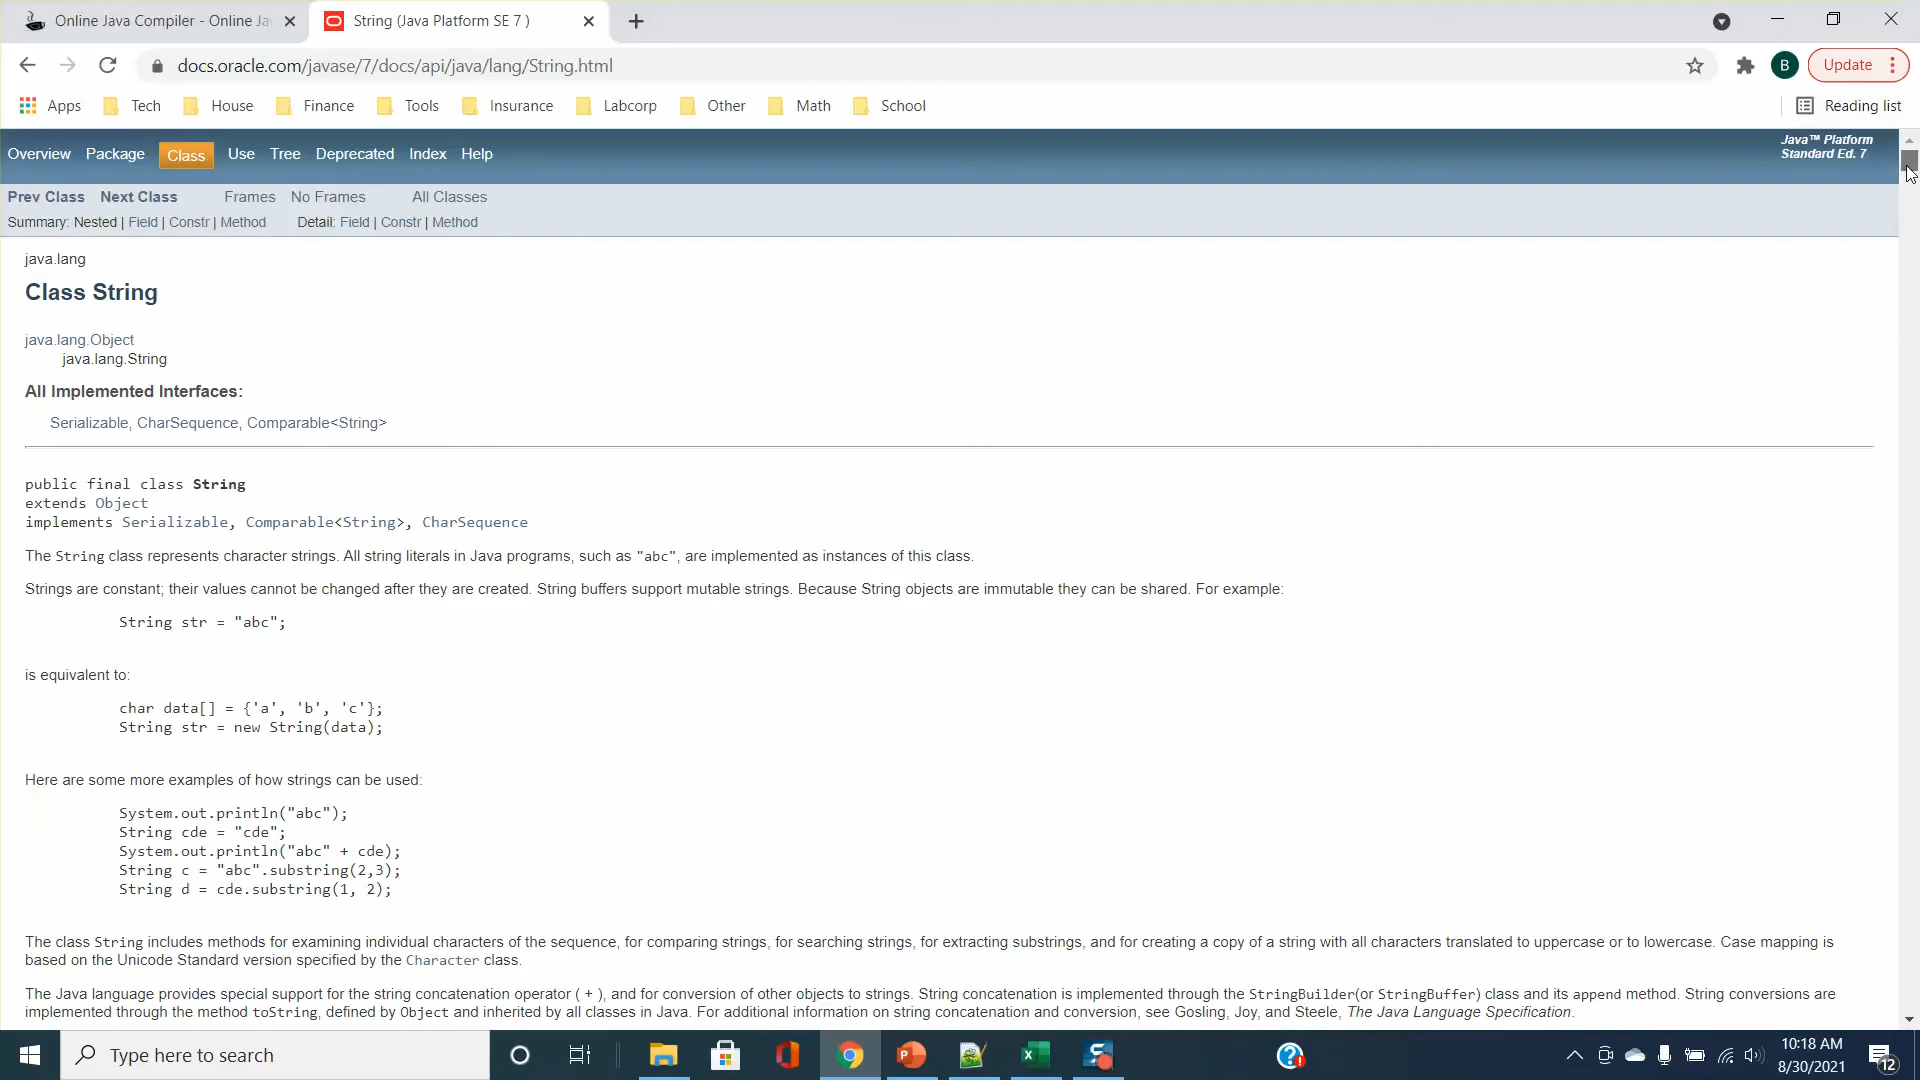 Online Java Compiler - Online Ja
String (Java Platform SE 7 )
docs.oracle.com/javase/7/docs/api/java/lang/String.html
B
Update
Apps Tech House Finance Tools Insurance Labcorp Other Math School Reading list
Overview Package Class Use Tree Deprecated Index Help
Java™ Platform
Standard Ed. 7
Prev Class Next Class Frames No Frames All Classes
Summary: Nested | Field | Constr | Method Detail: Field | Constr | Method
java.lang
Class String
java.lang.Object
java.lang.String
All Implemented Interfaces:
Serializable, CharSequence, Comparable<String>
public final class String
extends Object
implements Serializable, Comparable<String>, CharSequence
The String class represents character strings. All string literals in Java programs, such as "abc", are implemented as instances of this class.
Strings are constant; their values cannot be changed after they are created. String buffers support mutable strings. Because String objects are immutable they can be shared. For example:
String str = "abc";
is equivalent to:
char data[] = {'a', 'b', 'c'};
String str = new String(data);
Here are some more examples of how strings can be used:
System.out.println("abc");
String cde = "cde";
System.out.println("abc" + cde);
String c = "abc".substring(2,3);
String d = cde.substring(1, 2);
The class String includes methods for examining individual characters of the sequence, for comparing strings, for searching strings, for extracting substrings, and for creating a copy of a string with all characters translated to uppercase or to lowercase. Case mapping is
based on the Unicode Standard version specified by the Character class.
The Java language provides special support for the string concatenation operator ( + ), and for conversion of other objects to strings. String concatenation is implemented through the StringBuilder(or StringBuffer) class and its append method. String conversions are
implemented through the method toString, defined by Object and inherited by all classes in Java. For additional information on string concatenation and conversion, see Gosling, Joy, and Steele, The Java Language Specification.
Type here to search
10:18 AM
8/30/2021
12